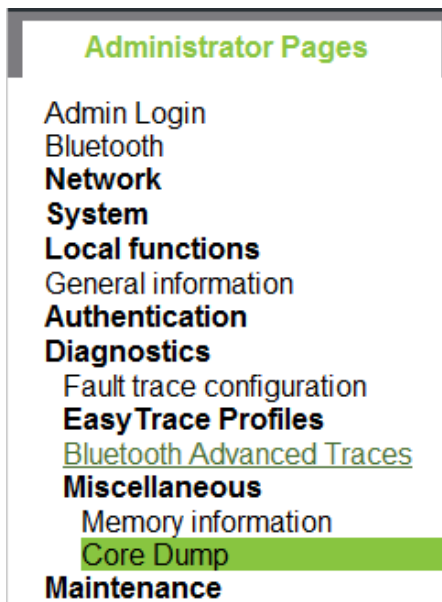 Administrator Pages
Admin Login
Bluetooth
Network
System
Local functions
General information
Authentication
Diagnostics
Fault trace configuration
EasyTrace Profiles
Bluetooth Advanced Traces
Miscellaneous
Memory information
Core Dump
Maintenance